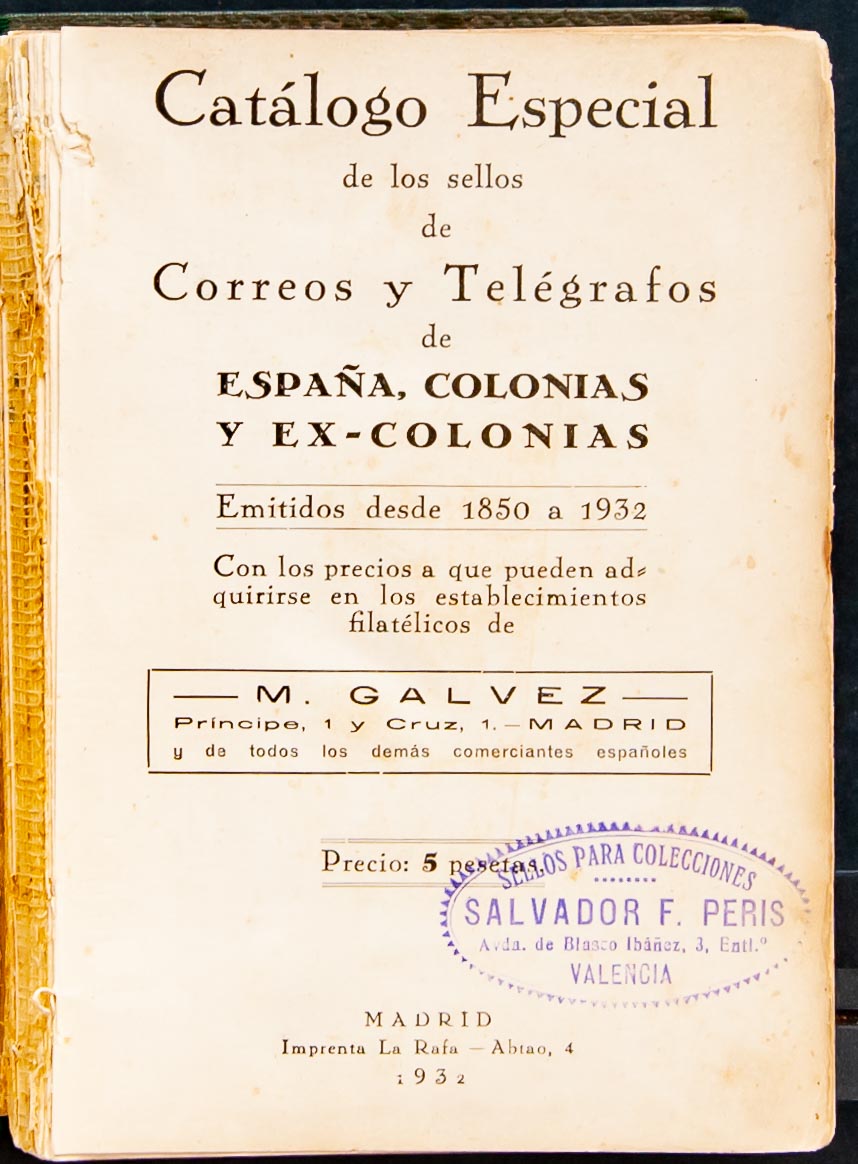 Catálogo Especial
de los sellos
de
Correos y Telégrafos
de
ESPAÑA, COLONIAS
Y EX-COLONIAS
Emitidos desde 1850 a 1932
Con los precios a que pueden ad-
quirirse en los establecimientos
filatélicos de
M. GALVEZ
Príncipe, 1 y Cruz, 1.—MADRID
y de todos los demás comerciantes españoles
Precio: 5 pesetas.
SELLOS PARA COLECCIONES
SALVADOR F. PERIS
Avda. de Blasco Ibáñez, 3, Entl.º
VALENCIA
MADRID
Imprenta La Rafa — Abtao, 4
1932